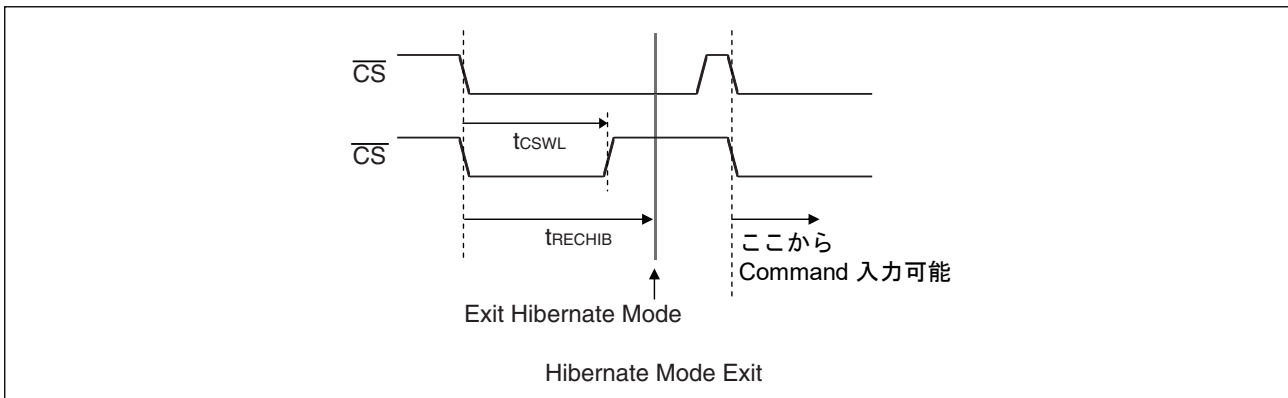 CS
tCSWL
CS
tRECHIB
ここから
Command 入力可能
Exit Hibernate Mode
Hibernate Mode Exit